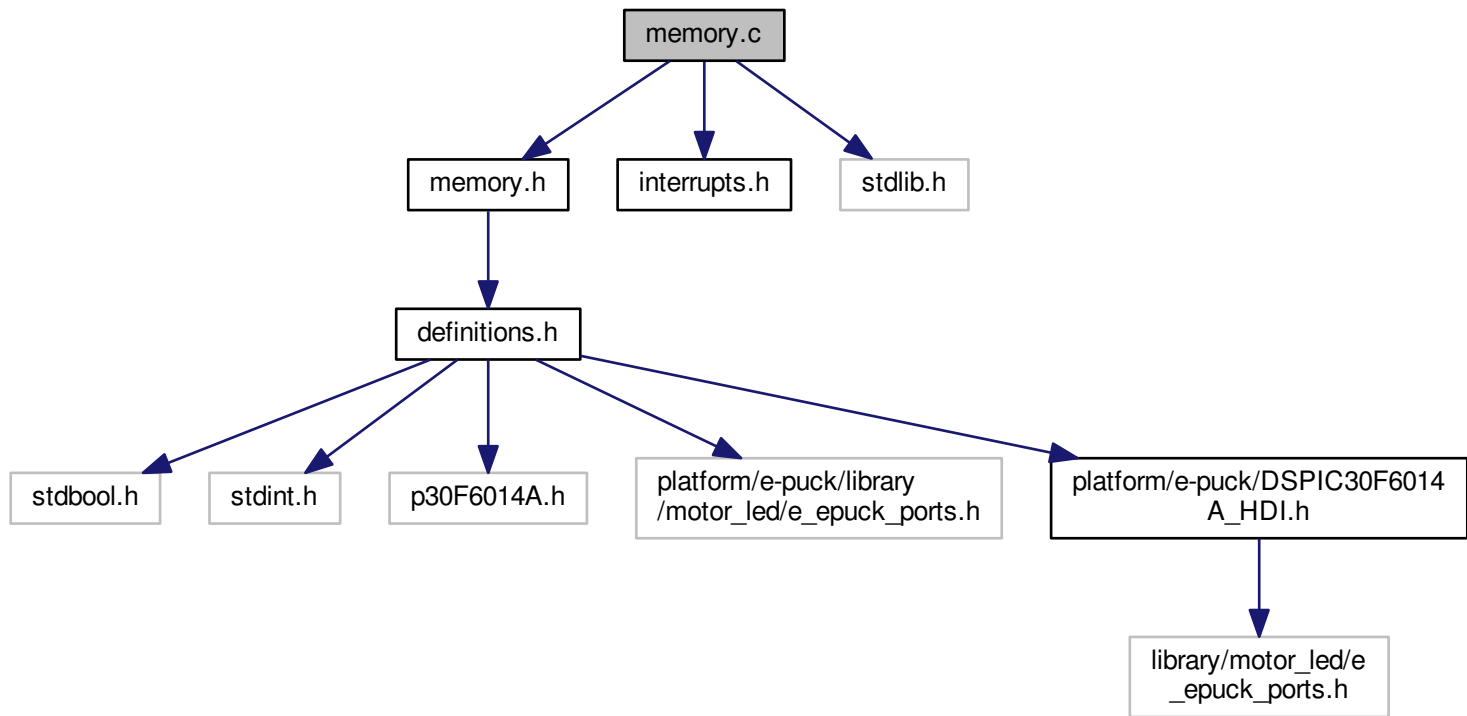 memory.c
memory.h
interrupts.h
stdlib.h
definitions.h
stdbool.h
stdint.h
p30F6014A.h
platform/e-puck/library
/motor_led/e_epuck_ports.h
platform/e-puck/DSPIC30F6014
A_HDI.h
library/motor_led/e
_epuck_ports.h